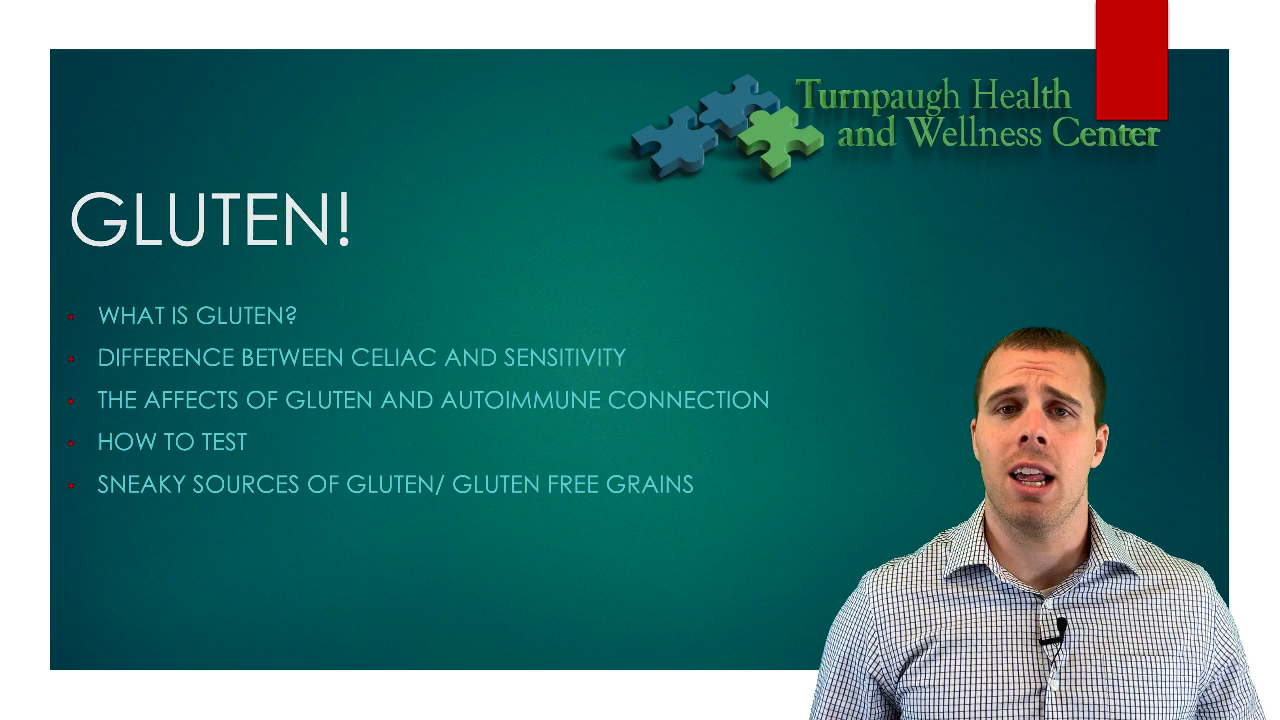 Turnpaugh Health
and Wellness Center
GLUTEN!
WHAT IS GLUTEN?
DIFFERENCE BETWEEN CELIAC AND SENSITIVITY
THE AFFECTS OF GLUTEN AND AUTOIMMUNE CONNECTION
HOW TO TEST
SNEAKY SOURCES OF GLUTEN/ GLUTEN FREE GRAINS